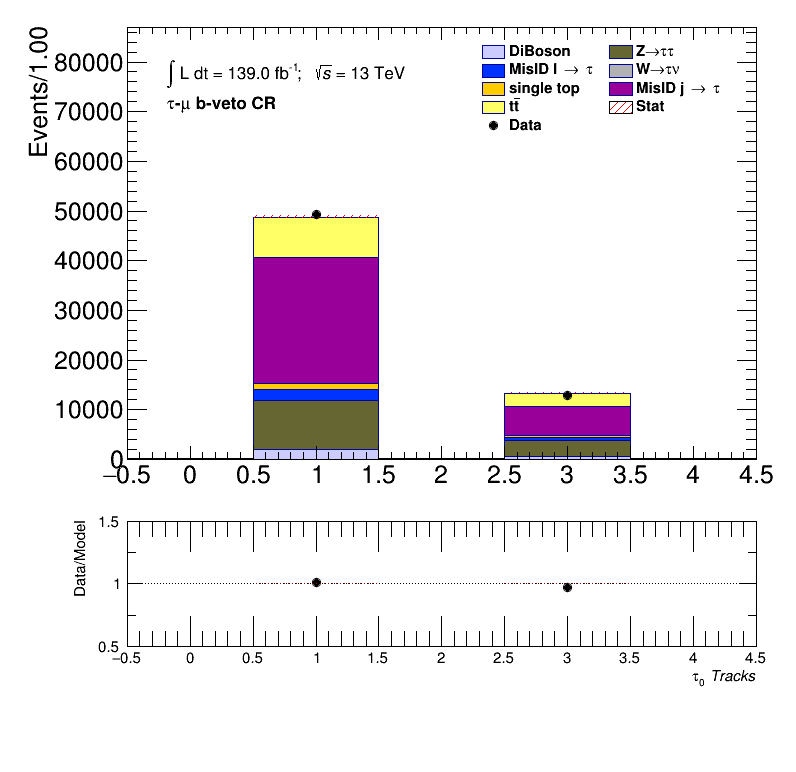 Events/1.00
80000
70000
60000
50000
40000
30000
20000
10000
0
−0.5 0 0.5 1 1.5 2 2.5 3 3.5 4 4.5
∫ L dt = 139.0 fb⁻¹; √s = 13 TeV
τ-μ b-veto CR
DiBoson Z→ττ
MisID l → τ W→τν
single top MisID j → τ
tt̄ Stat
Data
Data/Model
1.5
1
0.5
−0.5 0 0.5 1 1.5 2 2.5 3 3.5 4 4.5
τ₀ Tracks